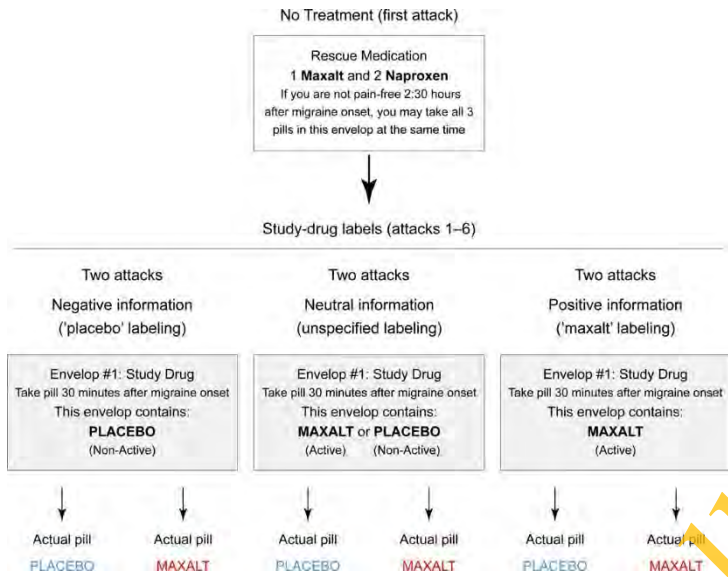 No Treatment (first attack)
Rescue Medication
1 Maxalt and 2 Naproxen
If you are not pain-free 2:30 hours
after migraine onset, you may take all 3
pills in this envelop at the same time
Study-drug labels (attacks 1–6)
Two attacks
Negative information
('placebo' labeling)
Envelop #1: Study Drug
Take pill 30 minutes after migraine onset
This envelop contains:
PLACEBO
(Non-Active)
Actual pill
PLACEBO
Actual pill
MAXALT
Two attacks
Neutral information
(unspecified labeling)
Envelop #1: Study Drug
Take pill 30 minutes after migraine onset
This envelop contains:
MAXALT or PLACEBO
(Active) (Non-Active)
Actual pill
PLACEBO
Actual pill
MAXALT
Two attacks
Positive information
('maxalt' labeling)
Envelop #1: Study Drug
Take pill 30 minutes after migraine onset
This envelop contains:
MAXALT
(Active)
Actual pill
PLACEBO
Actual pill
MAXALT